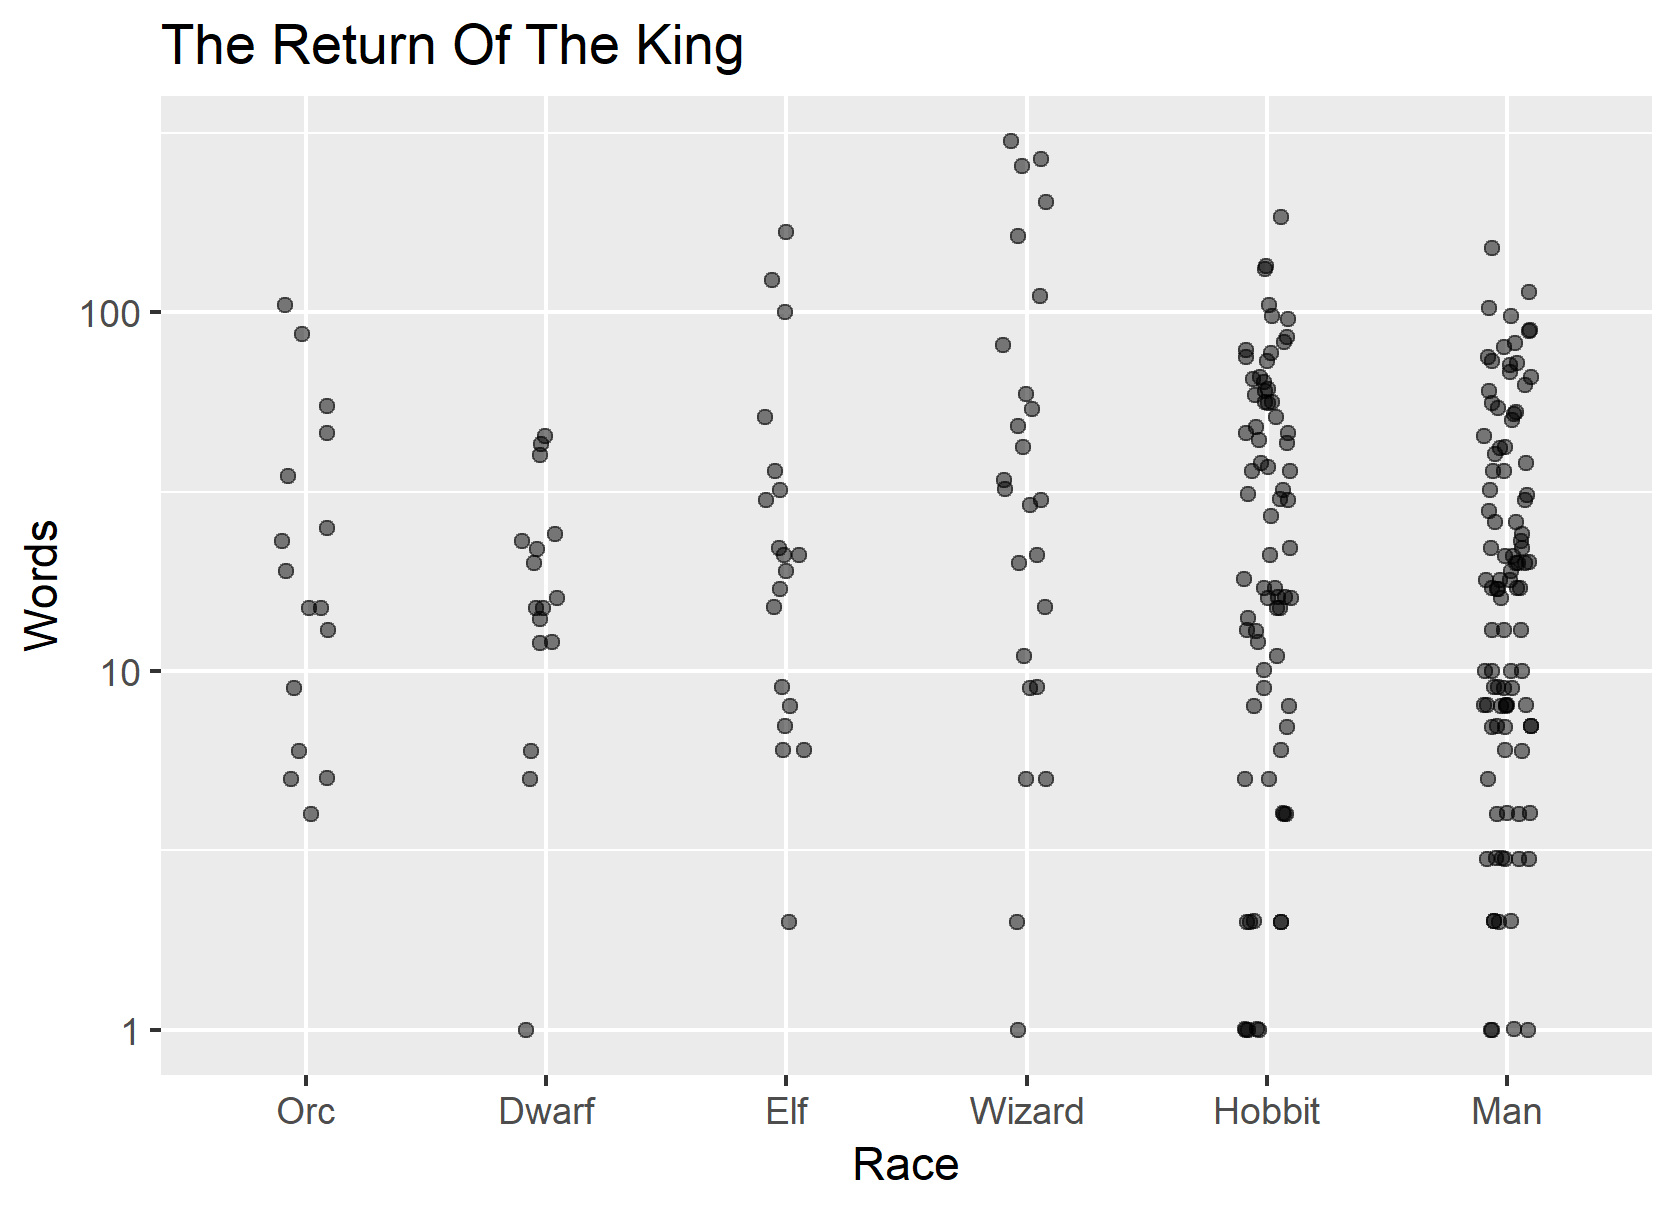 The Return Of The King
100
10
1
Words
Orc Dwarf Elf Wizard Hobbit Man
Race